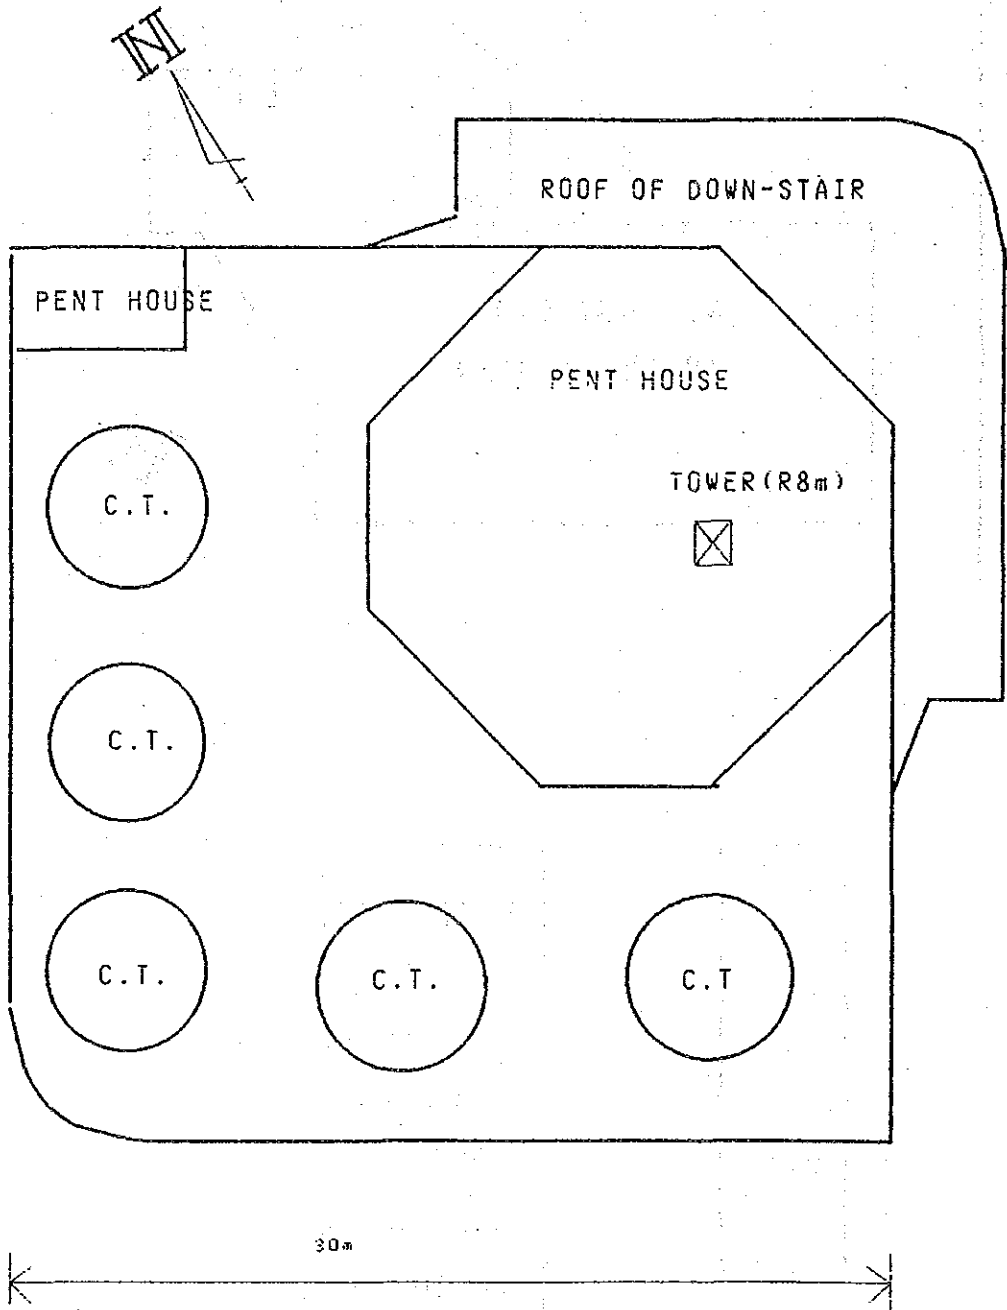 N
ROOF OF DOWN-STAIR
PENT HOUSE
PENT HOUSE
TOWER(R8m)
C.T.
C.T.
C.T.
C.T.
C.T
30m